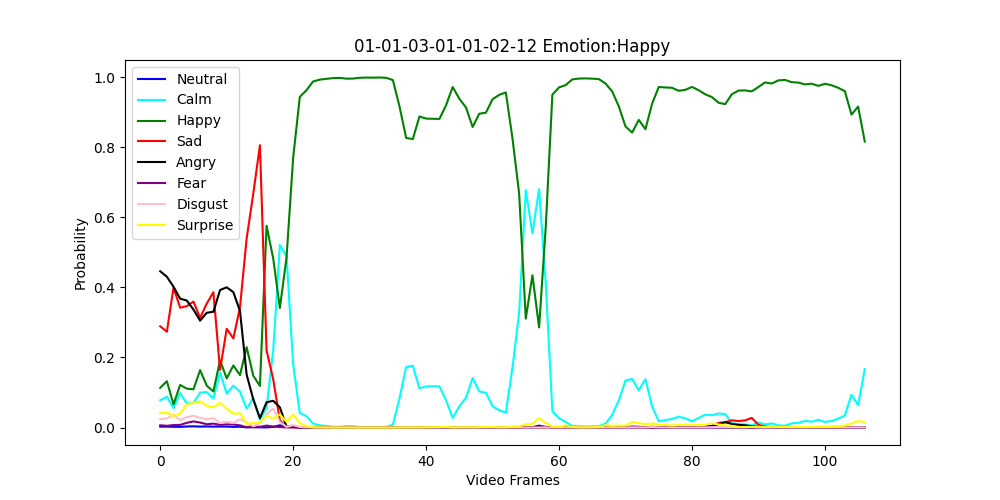 01-01-03-01-01-02-12 Emotion:Happy
Probability
1.0
0.8
0.6
0.4
0.2
0.0
Neutral
Calm
Happy
Sad
Angry
Fear
Disgust
Surprise
0 20 40 60 80 100
Video Frames